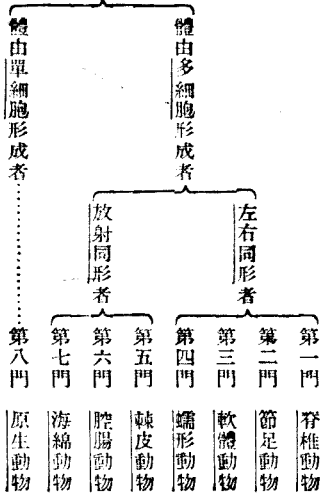 體由多細胞形成者
左右同形者
第一門 脊椎動物
第二門 節足動物
第三門 軟體動物
第四門 蠕形動物
放射同形者
第五門 棘皮動物
第六門 腔腸動物
第七門 海綿動物
體由單細胞形成者………………第八門 原生動物